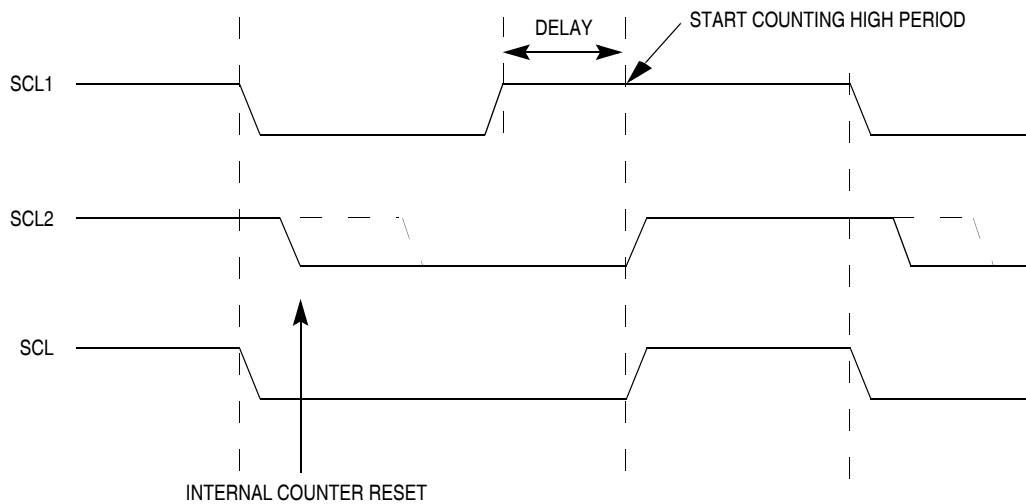 START COUNTING HIGH PERIOD
DELAY
SCL1
SCL2
SCL
INTERNAL COUNTER RESET